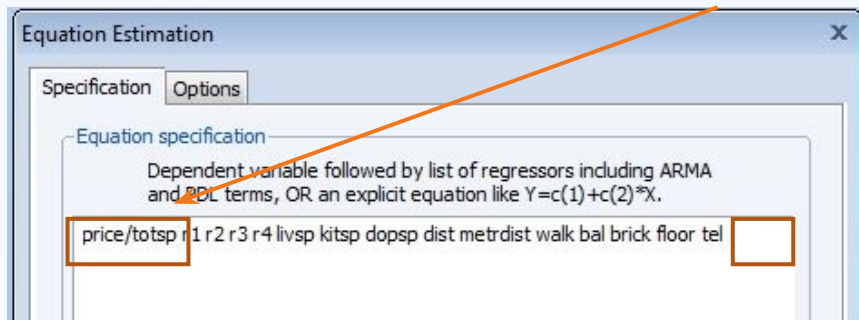 Equation Estimation
X
Specification Options
Equation specification
Dependent variable followed by list of regressors including ARMA
and PDL terms, OR an explicit equation like Y=c(1)+c(2)*X.
price/totsp r1 r2 r3 r4 livsp kitsp dopsp dist metrdist walk bal brick floor tel